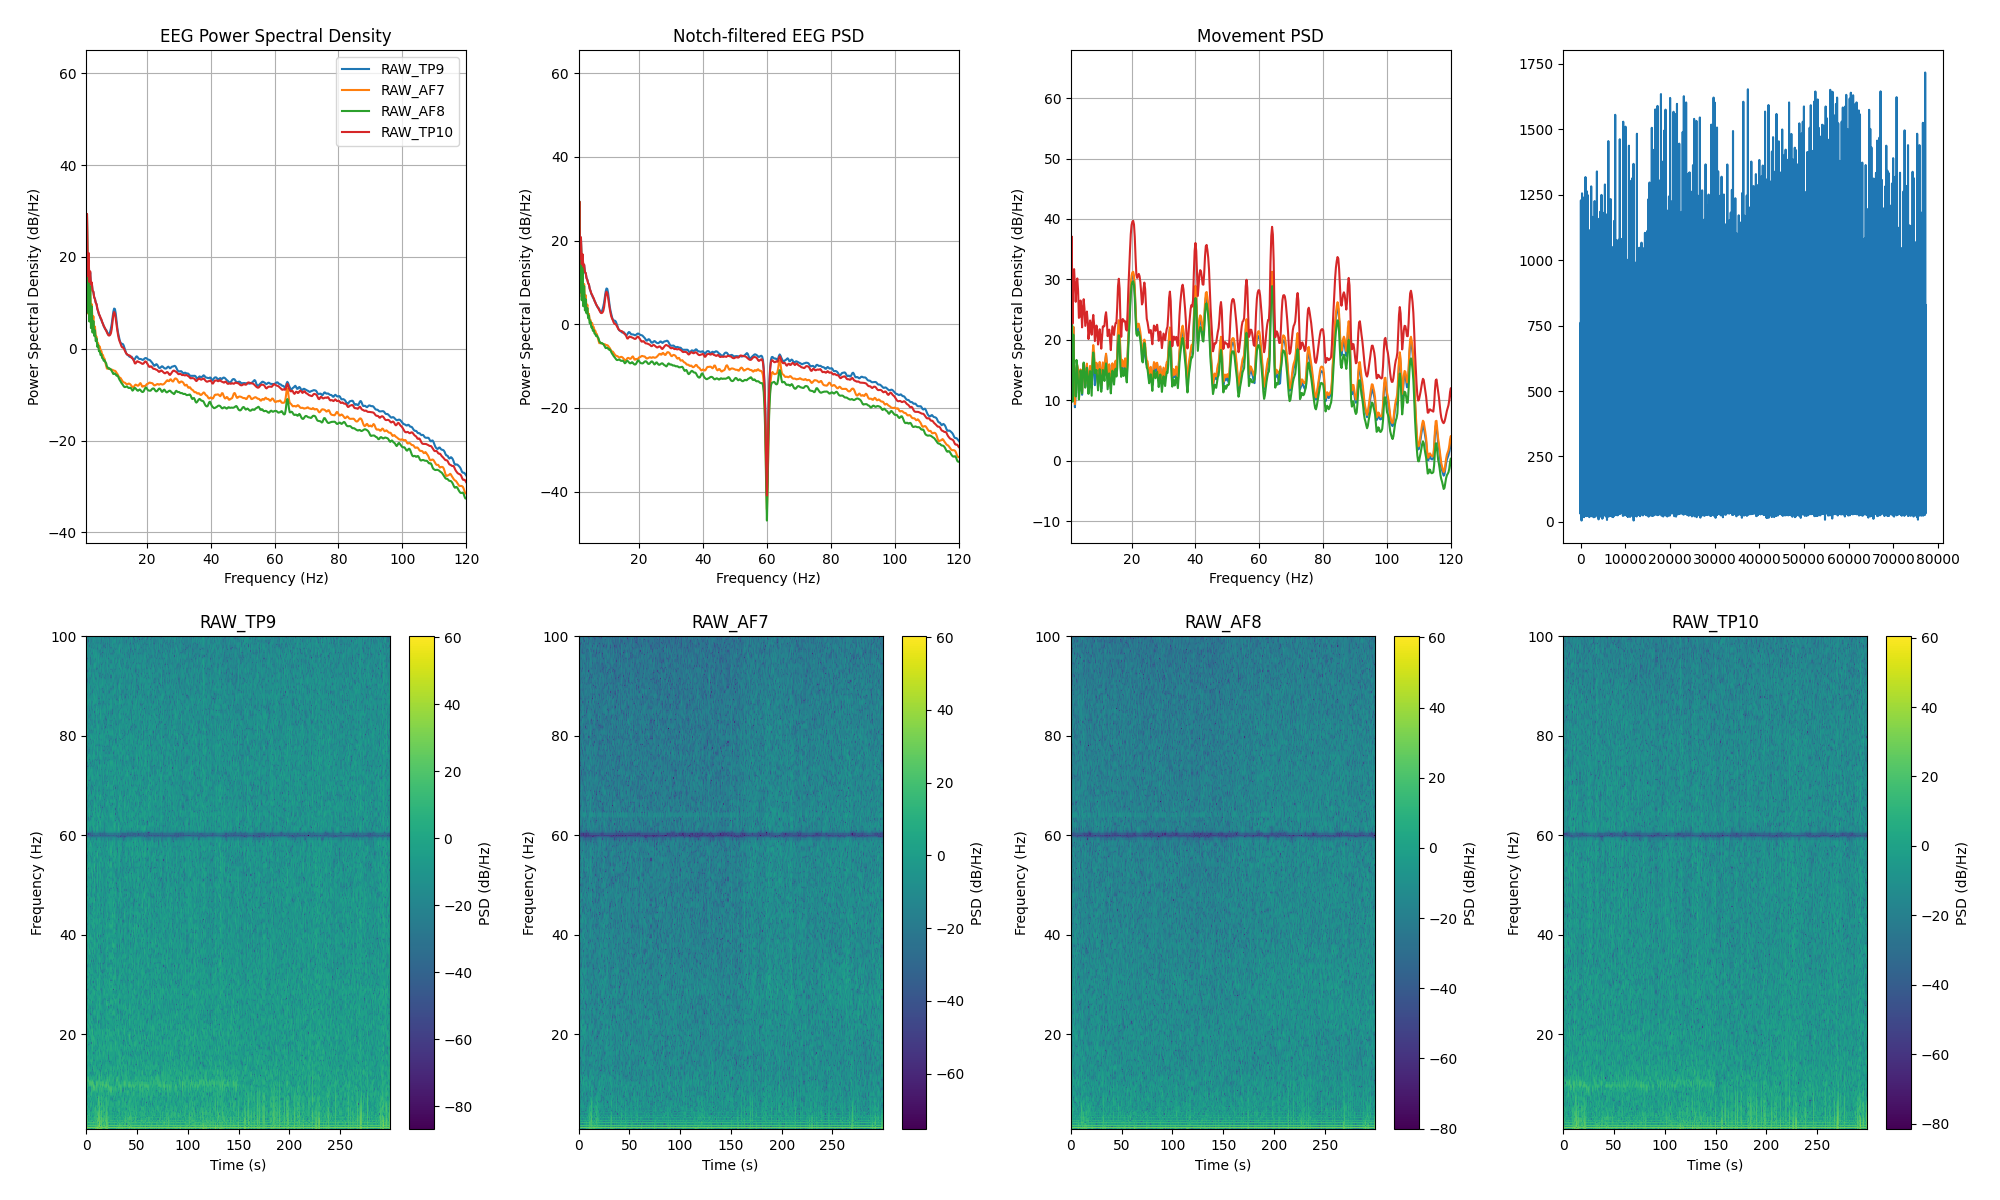 EEG Power Spectral Density
Power Spectral Density (dB/Hz)
60
40
20
0
−20
−40
RAW_TP9
RAW_AF7
RAW_AF8
RAW_TP10
20 40 60 80 100 120
Frequency (Hz)
Notch-filtered EEG PSD
Power Spectral Density (dB/Hz)
60
40
20
0
−20
−40
20 40 60 80 100 120
Frequency (Hz)
Movement PSD
Power Spectral Density (dB/Hz)
60
50
40
30
20
10
0
−10
20 40 60 80 100 120
Frequency (Hz)
1750
1500
1250
1000
750
500
250
0
0 10000 20000 30000 40000 50000 60000 70000 80000
RAW_TP9
Frequency (Hz)
100
80
60
40
20
0 50 100 150 200 250
Time (s)
60
40
20
0
−20
−40
−60
−80
PSD (dB/Hz)
RAW_AF7
Frequency (Hz)
100
80
60
40
20
0 50 100 150 200 250
Time (s)
60
40
20
0
−20
−40
−60
PSD (dB/Hz)
RAW_AF8
Frequency (Hz)
100
80
60
40
20
0 50 100 150 200 250
Time (s)
60
40
20
0
−20
−40
−60
−80
PSD (dB/Hz)
RAW_TP10
Frequency (Hz)
100
80
60
40
20
0 50 100 150 200 250
Time (s)
60
40
20
0
−20
−40
−60
−80
PSD (dB/Hz)